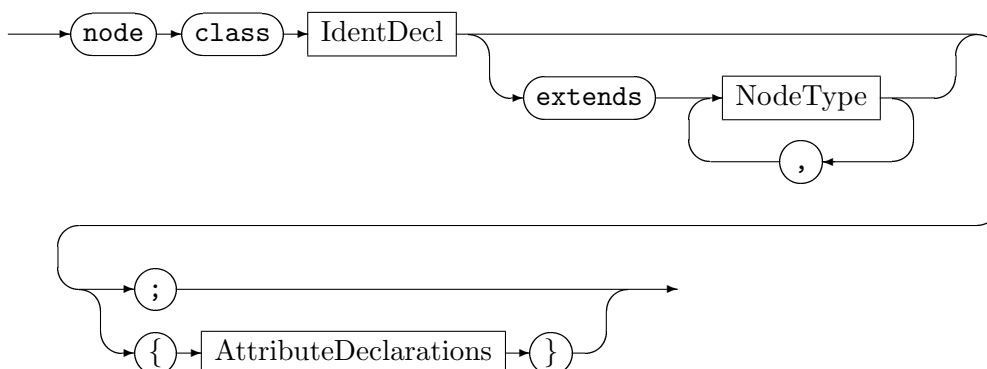 node class IdentDecl
extends NodeType
,
;
{ AttributeDeclarations }